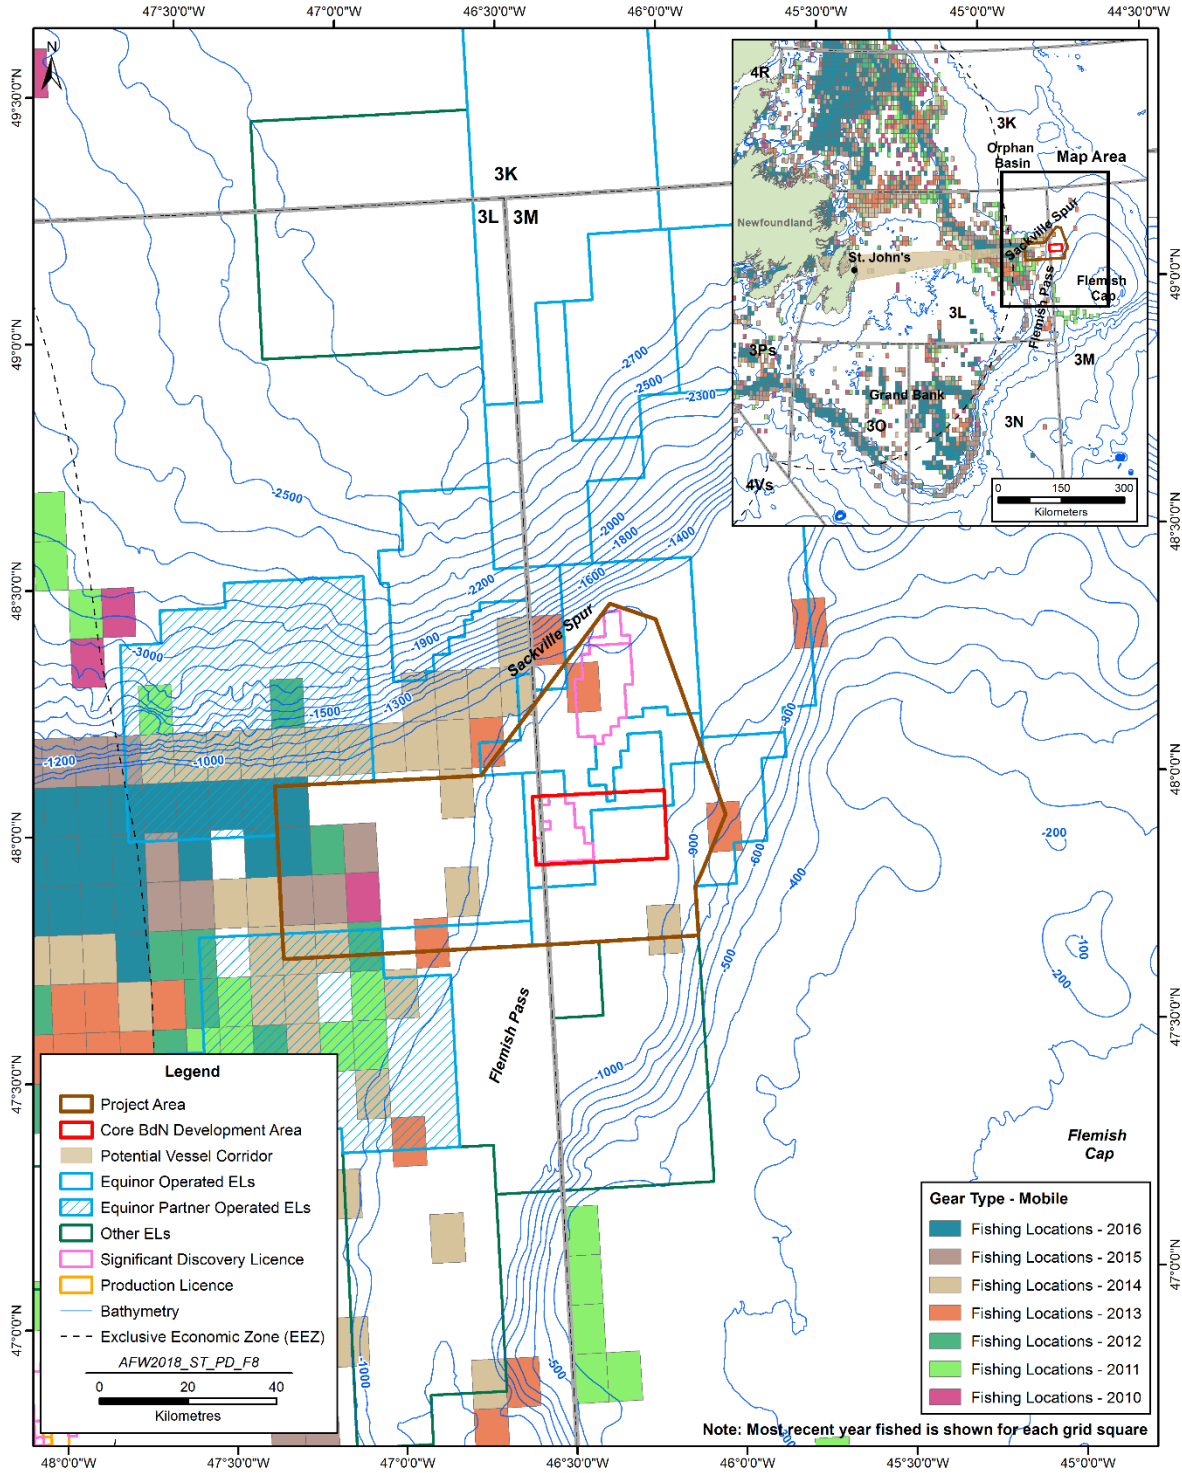 47°30'0"W
47°0'0"W
46°30'0"W
46°0'0"W
45°30'0"W
45°0'0"W
44°30'0"W
N
49°30'0"N
49°0'0"N
48°30'0"N
48°0'0"N
47°30'0"N
47°0'0"N
49°0'0"N
48°30'0"N
48°0'0"N
47°30'0"N
47°0'0"N
4R
3K
Orphan
Basin
Map Area
Newfoundland
St. John's
Sackville Spur
Flemish Pass
Flemish
Cap
3L
3M
3Ps
Grand Bank
3O
3N
4Vs
0 150 300
Kilometers
3K
3L
3M
-2700
-2500
-2300
-2500
-2000
-1800
-1400
-1600
-2200
-1900
-3000
-1500
-1300
-1200
-1000
Sackville Spur
-800
-900
-600
-400
-500
-200
-100
-200
-1000
Flemish Pass
Flemish
Cap
-1000
-500
Legend
Project Area
Core BdN Development Area
Potential Vessel Corridor
Equinor Operated ELs
Equinor Partner Operated ELs
Other ELs
Significant Discovery Licence
Production Licence
Bathymetry
Exclusive Economic Zone (EEZ)
AFW2018_ST_PD_F8
0 20 40
Kilometres
Gear Type - Mobile
Fishing Locations - 2016
Fishing Locations - 2015
Fishing Locations - 2014
Fishing Locations - 2013
Fishing Locations - 2012
Fishing Locations - 2011
Fishing Locations - 2010
Note: Most recent year fished is shown for each grid square
48°0'0"W
47°30'0"W
47°0'0"W
46°30'0"W
46°0'0"W
45°30'0"W
45°0'0"W